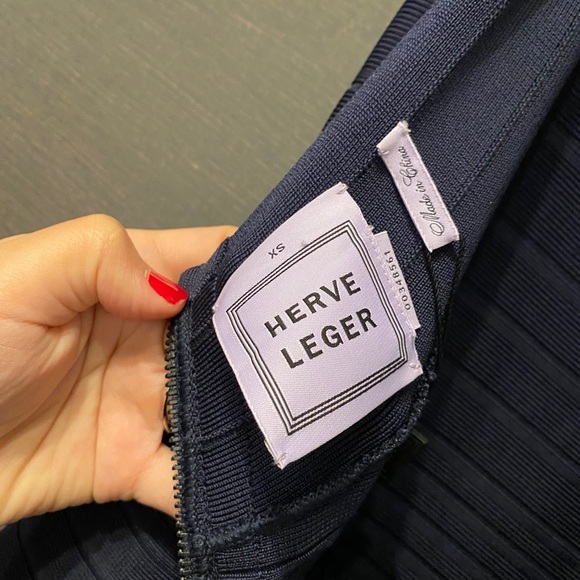 XS
HERVE
LEGER
00348561
Made in China